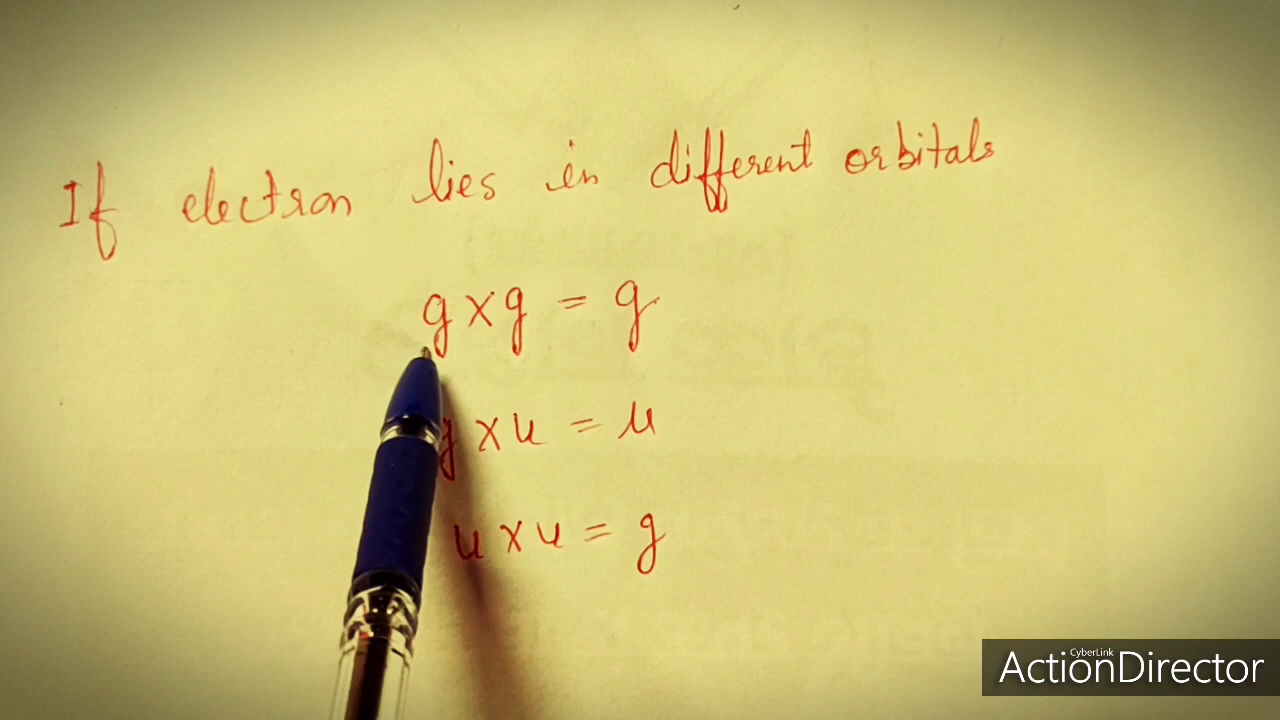 If electron lies in different orbitals
g x g = g
g x u = u
u x u = g
CyberLink
ActionDirector